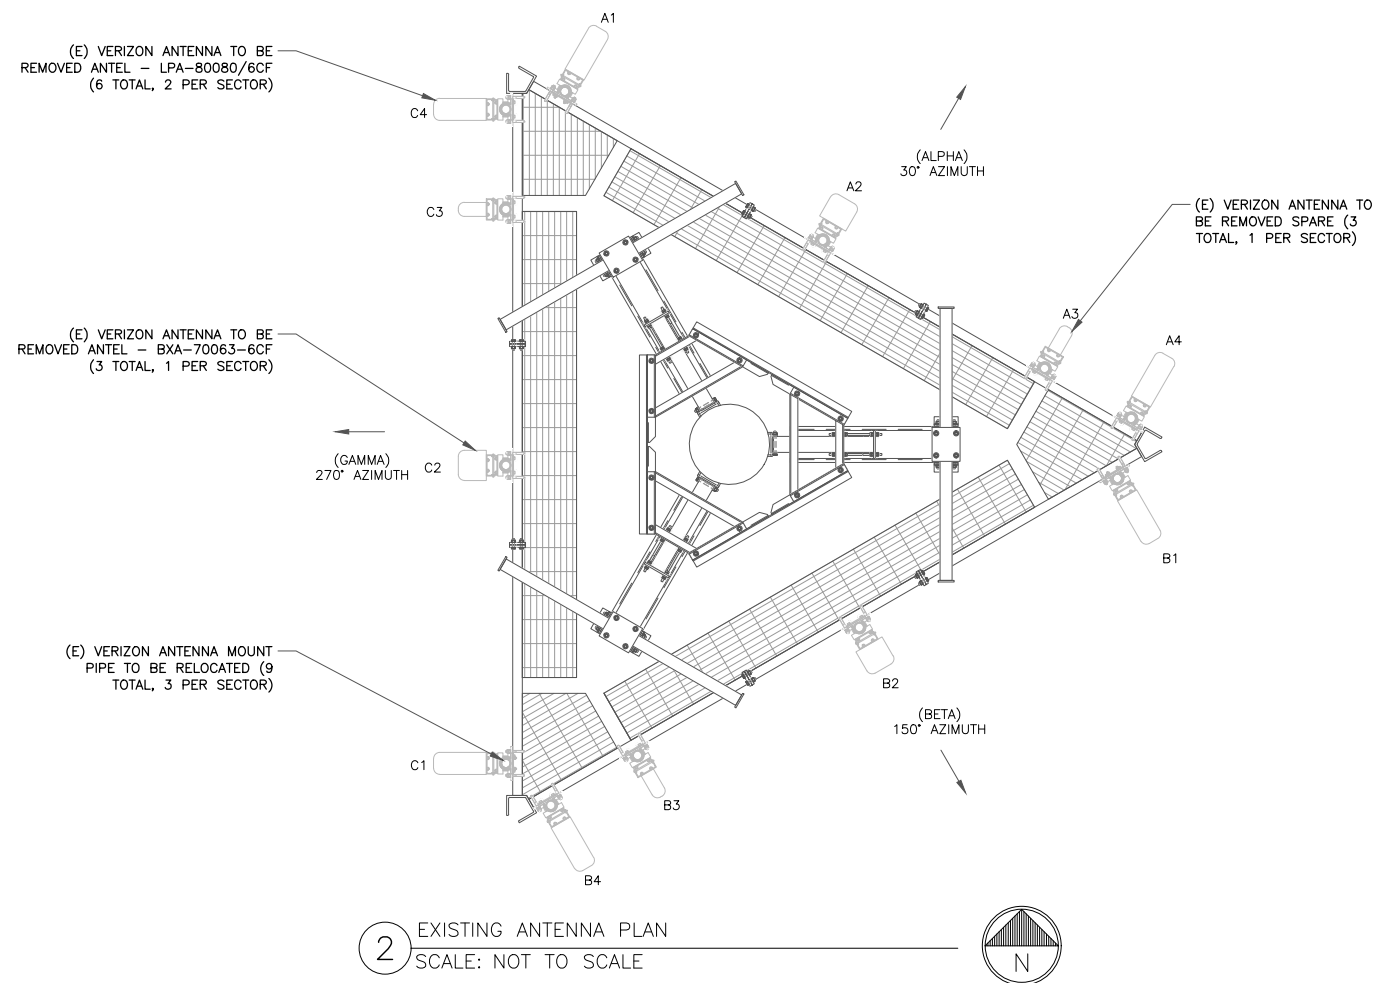 A1
(E) VERIZON ANTENNA TO BE
REMOVED ANTEL – LPA–80080/6CF
(6 TOTAL, 2 PER SECTOR)
C4
(ALPHA)
30° AZIMUTH
A2
C3
(E) VERIZON ANTENNA TO
BE REMOVED SPARE (3
TOTAL, 1 PER SECTOR)
A3
A4
(E) VERIZON ANTENNA TO BE
REMOVED ANTEL – BXA–70063–6CF
(3 TOTAL, 1 PER SECTOR)
(GAMMA)
270° AZIMUTH
C2
B1
(E) VERIZON ANTENNA MOUNT
PIPE TO BE RELOCATED (9
TOTAL, 3 PER SECTOR)
B2
(BETA)
150° AZIMUTH
C1
B3
B4
2
EXISTING ANTENNA PLAN
SCALE: NOT TO SCALE
N